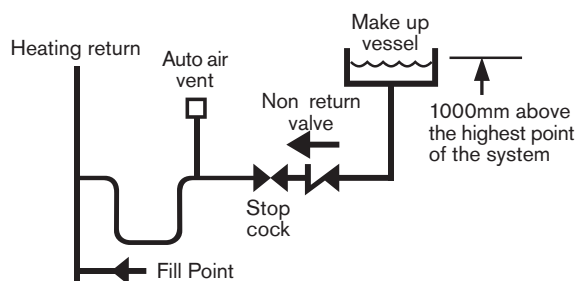 Make up
vessel
Heating return
Auto air
vent
Non return
valve
1000mm above
the highest point
of the system
Stop
cock
Fill Point